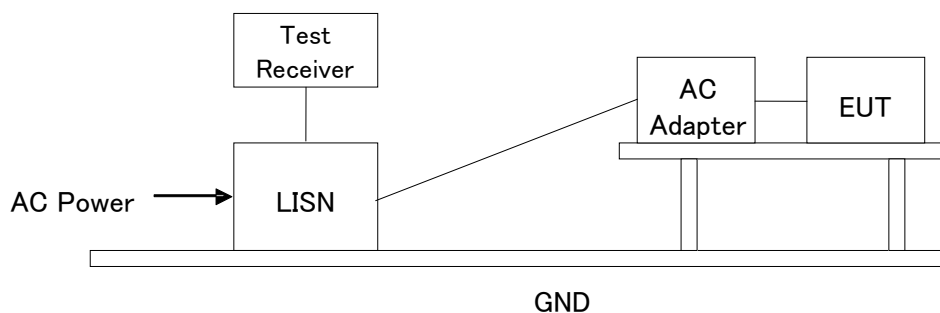 Test
Receiver
AC
Adapter
EUT
AC Power
LISN
GND